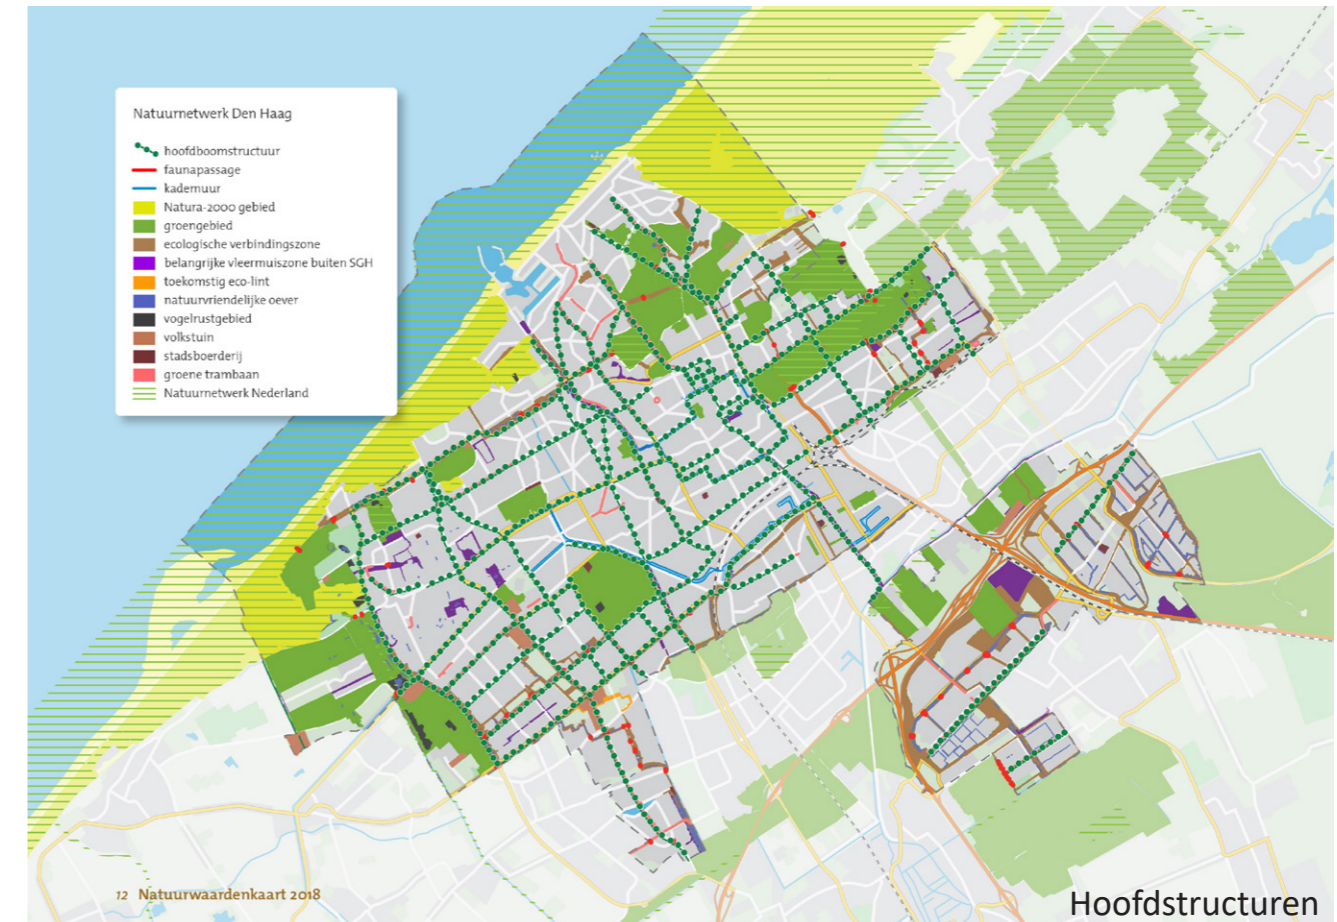 Natuurnetwerk Den Haag
hoofdboomstructuur
faunapassage
kademuur
Natura-2000 gebied
groengebied
ecologische verbindingszone
belangrijke vleermuiszone buiten SGH
toekomstig eco-lint
natuurvriendelijke oever
vogelrustgebied
volkstuin
stadsboerderij
groene trambaan
Natuurnetwerk Nederland
12 Natuurwaardenkaart 2018
Hoofdstructuren